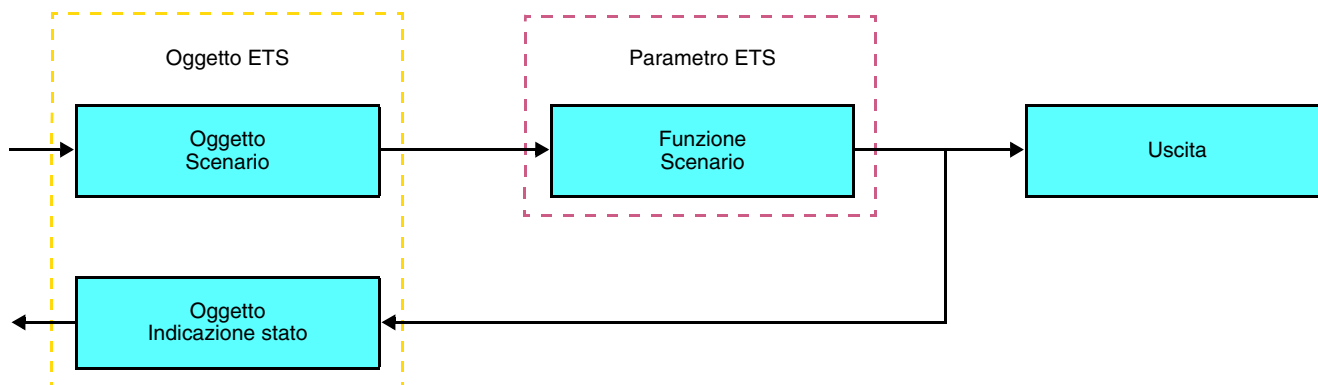 Oggetto ETS
Parametro ETS
Oggetto
Scenario
Funzione
Scenario
Uscita
Oggetto
Indicazione stato